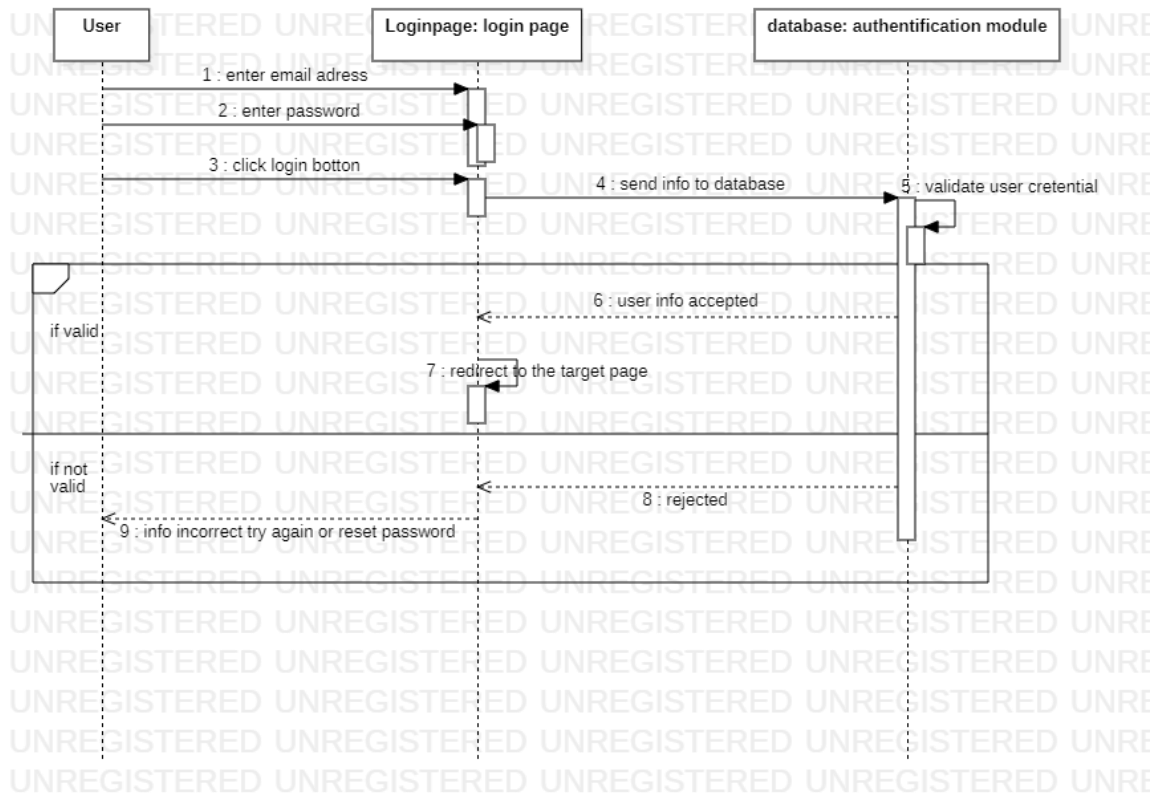 User
Loginpage: login page
database: authentification module
1 : enter email adress
2 : enter password
3 : click login botton
4 : send info to database
5 : validate user cretential
6 : user info accepted
if valid
7 : redirect to the target page
if not
valid
8 : rejected
9 : info incorrect try again or reset password
UNREGISTERED UNREGISTERED UNREGISTERED UNREGISTERED UNRE